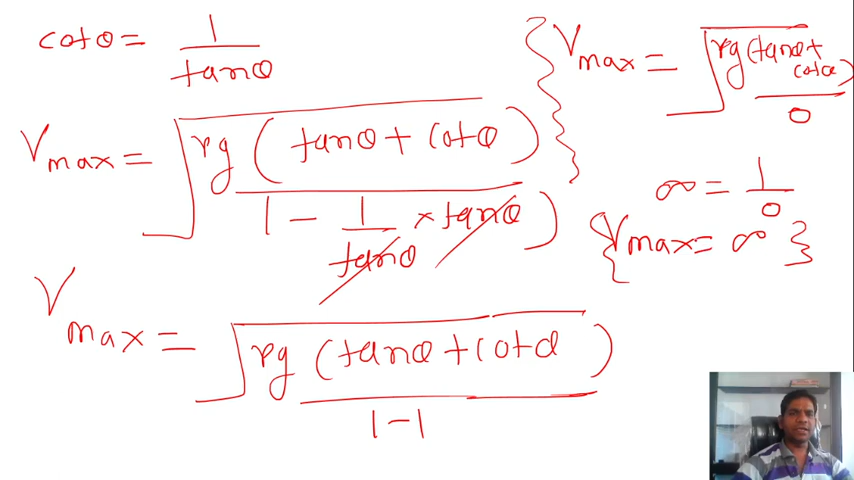 cotθ = 1/tanθ
Vmax = √(rg (tanθ + cotθ) / (1 − 1/tanθ × tanθ))
Vmax = √(rg (tanθ + cotθ) / 1−1)
Vmax = √(rg (tanθ + cotθ) / 0)
∞ = 1/0
{Vmax = ∞}